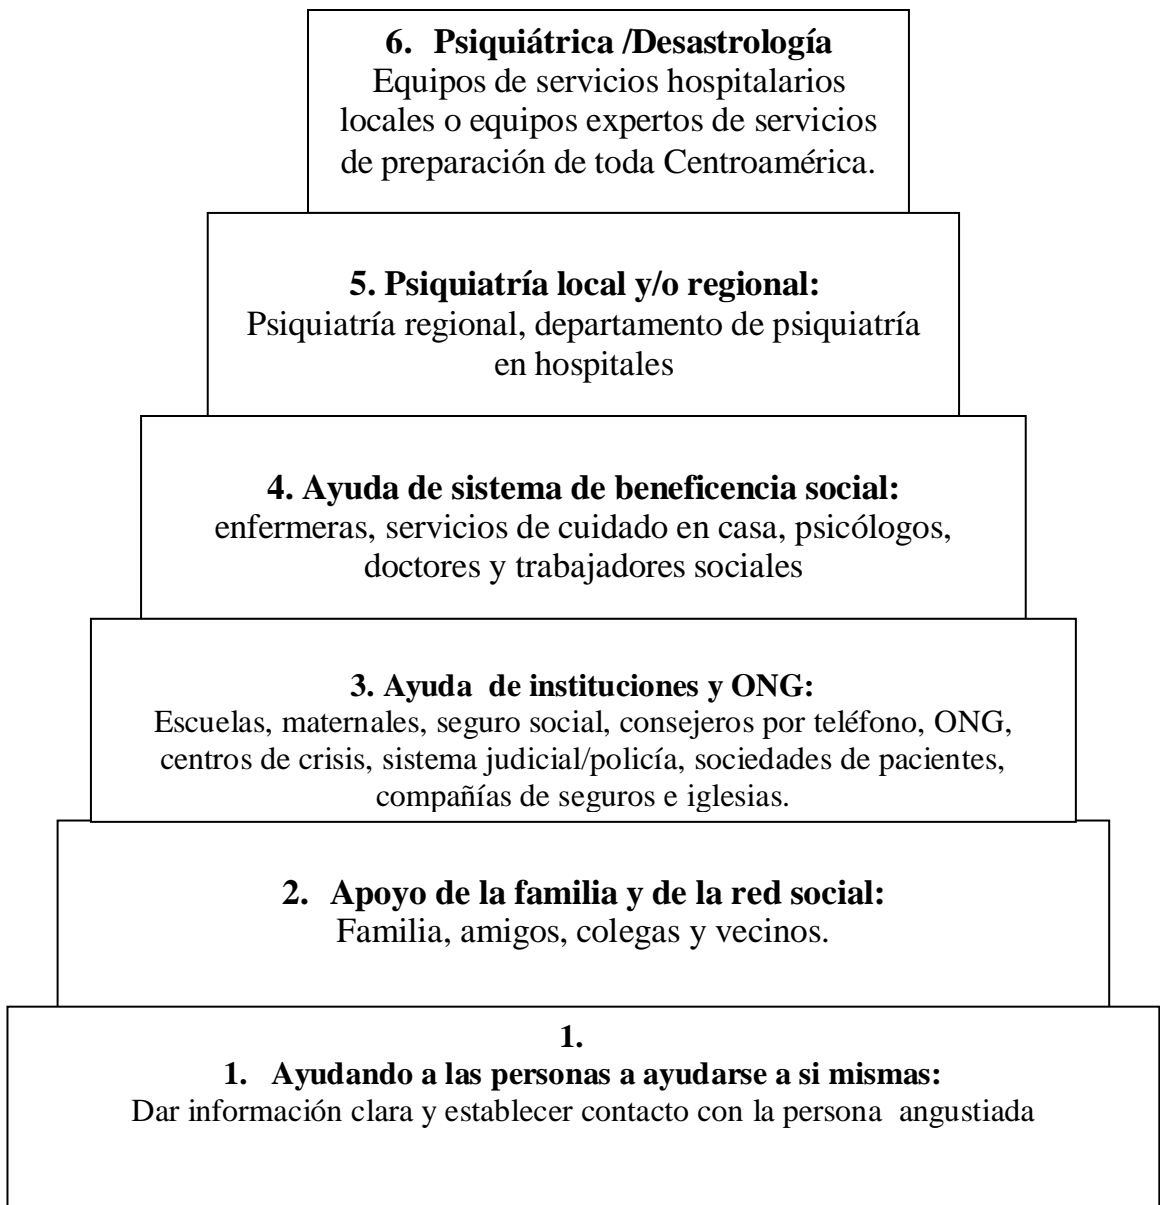 6. Psiquiátrica /Desastrología
Equipos de servicios hospitalarios
locales o equipos expertos de servicios
de preparación de toda Centroamérica.
5. Psiquiatría local y/o regional:
Psiquiatría regional, departamento de psiquiatría
en hospitales
4. Ayuda de sistema de beneficencia social:
enfermeras, servicios de cuidado en casa, psicólogos,
doctores y trabajadores sociales
3. Ayuda de instituciones y ONG:
Escuelas, maternales, seguro social, consejeros por teléfono, ONG,
centros de crisis, sistema judicial/policía, sociedades de pacientes,
compañías de seguros e iglesias.
2. Apoyo de la familia y de la red social:
Familia, amigos, colegas y vecinos.
1.
1. Ayudando a las personas a ayudarse a si mismas:
Dar información clara y establecer contacto con la persona angustiada